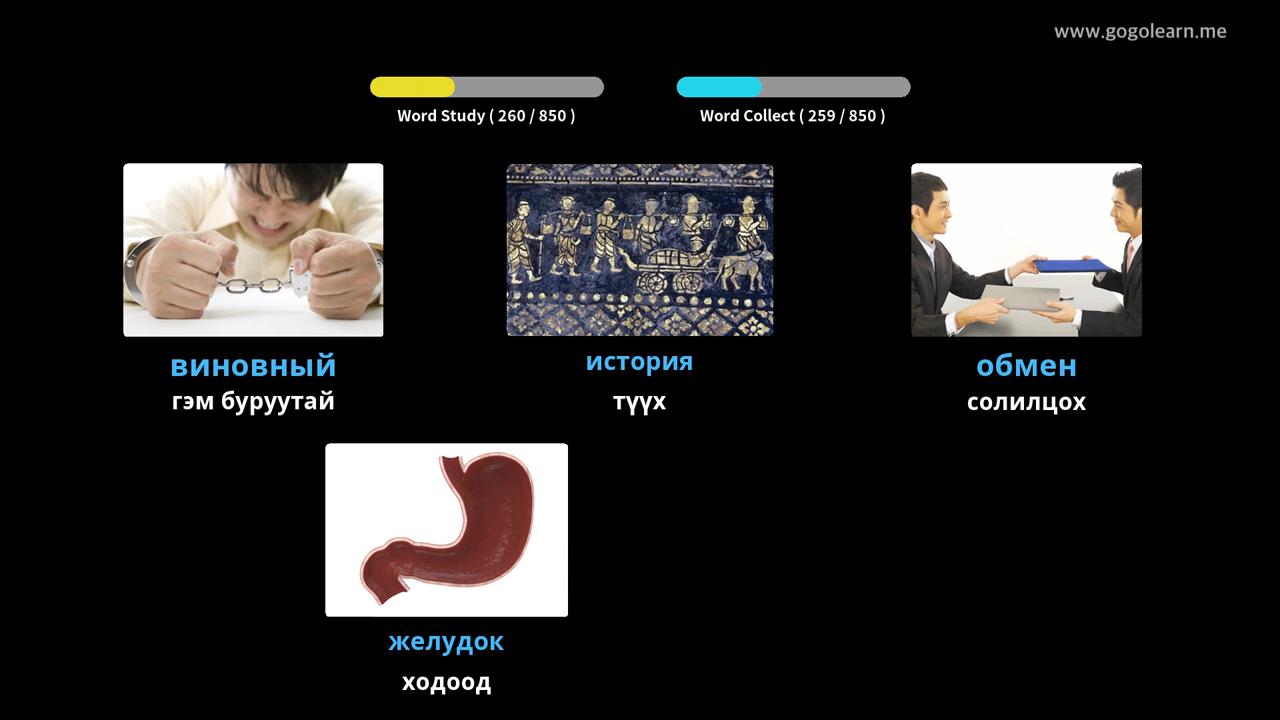 www.gogolearn.me
Word Study ( 260 / 850 )
Word Collect ( 259 / 850 )
виновный
гэм буруутай
история
түүх
обмен
солилцох
желудок
ходоод